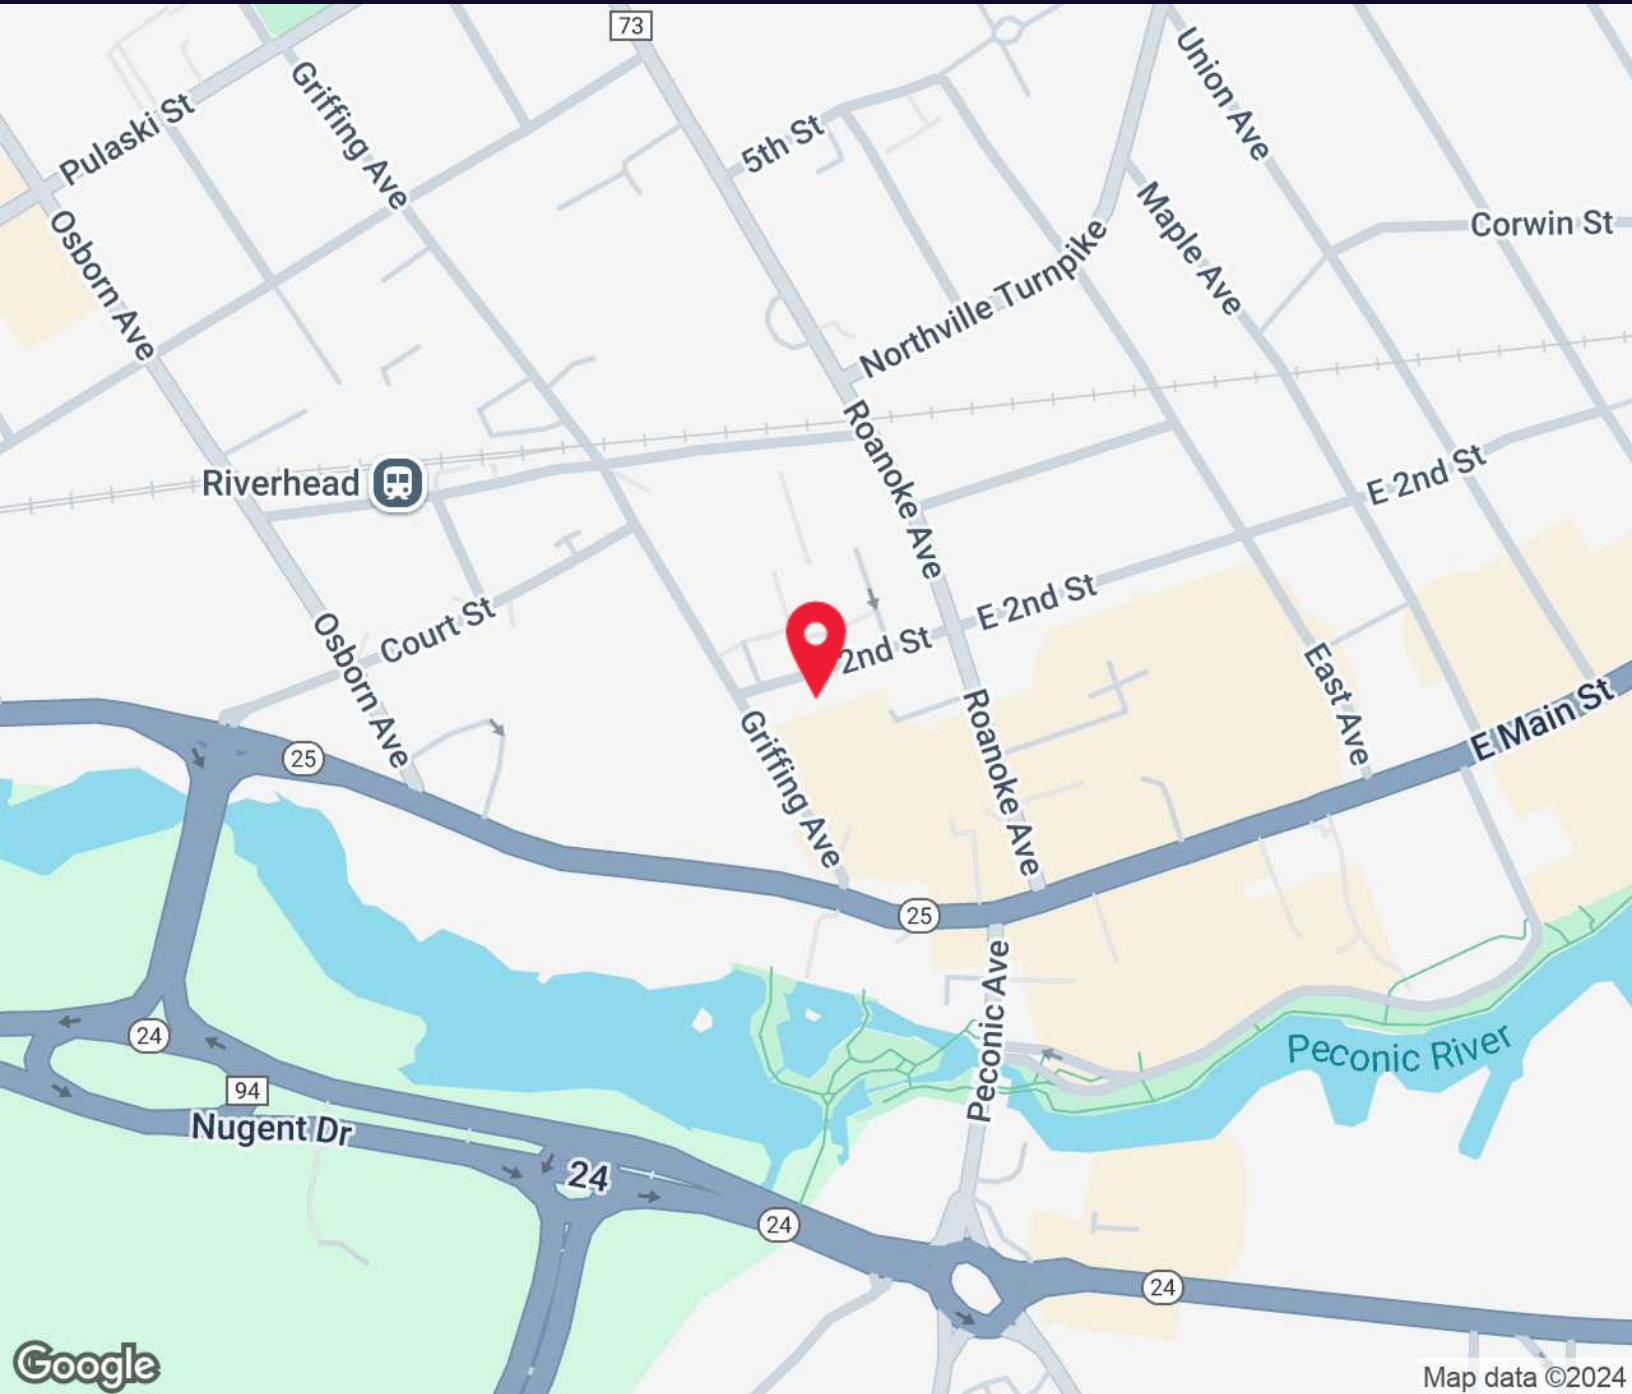 73
Union Ave
Griffing Ave
Pulaski St
5th St
Maple Ave
Corwin St
Osborn Ave
Northville Turnpike
Roanoke Ave
E 2nd St
Riverhead
E 2nd St
Court St
Osborn Ave
2nd St
East Ave
E Main St
Roanoke Ave
Griffing Ave
25
25
Peconic Ave
Peconic River
24
94
Nugent Dr
24
24
24
Google
Map data ©2024